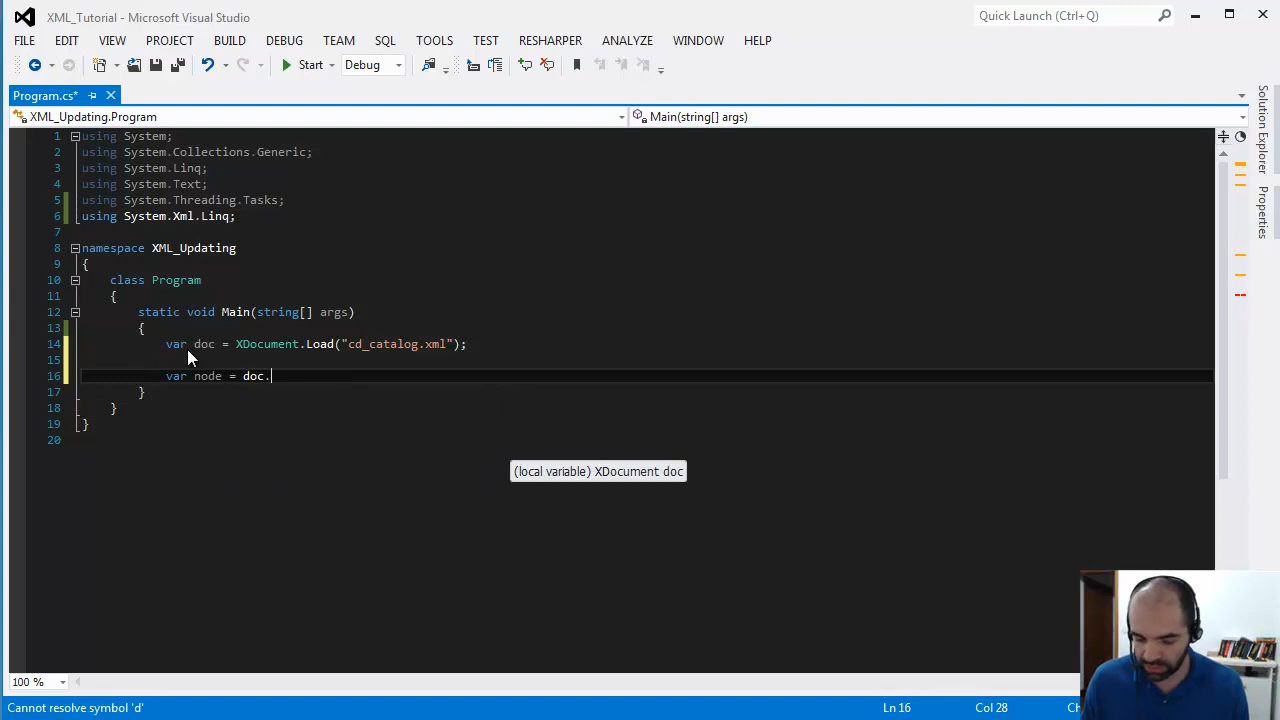 XML_Tutorial - Microsoft Visual Studio
Quick Launch (Ctrl+Q)
FILE EDIT VIEW PROJECT BUILD DEBUG TEAM SQL TOOLS TEST RESHARPER ANALYZE WINDOW HELP
Start Debug
Program.cs*
XML_Updating.Program Main(string[] args)
1 using System;
2 using System.Collections.Generic;
3 using System.Linq;
4 using System.Text;
5 using System.Threading.Tasks;
6 using System.Xml.Linq;
7
8 namespace XML_Updating
9 {
10 class Program
11 {
12 static void Main(string[] args)
13 {
14 var doc = XDocument.Load("cd_catalog.xml");
15
16 var node = doc.
17 }
18 }
19 }
20
(local variable) XDocument doc
Solution Explorer
Properties
100 %
Cannot resolve symbol 'd' Ln 16 Col 28 Ch